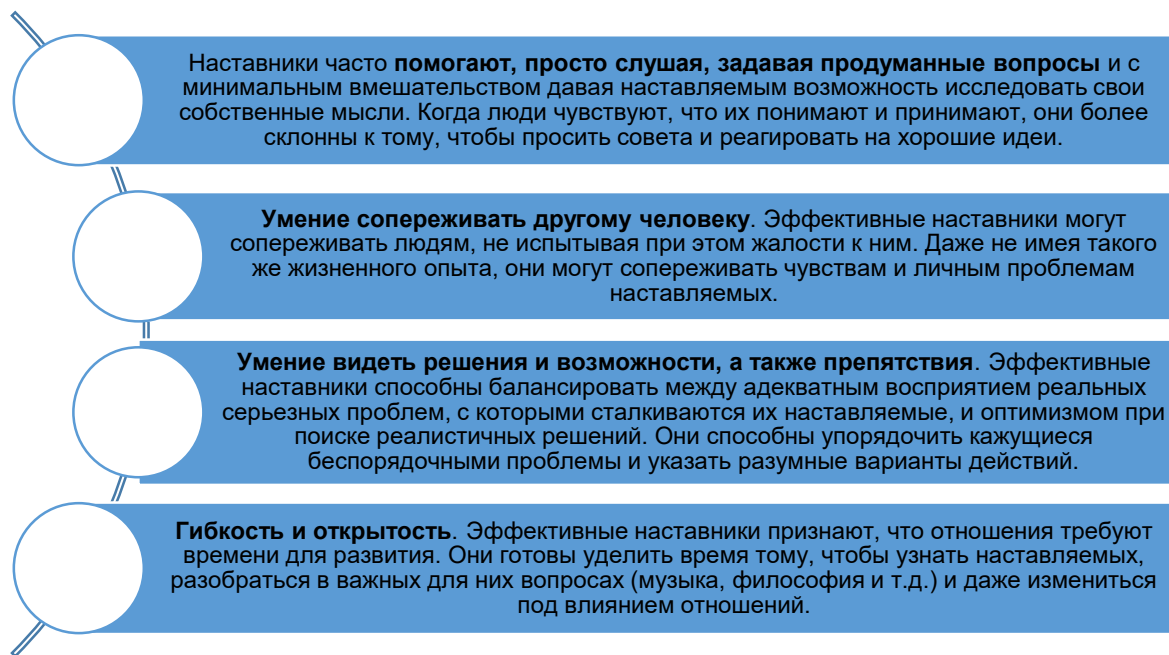 Наставники часто помогают, просто слушая, задавая продуманные вопросы и с
минимальным вмешательством давая наставляемым возможность исследовать свои
собственные мысли. Когда люди чувствуют, что их понимают и принимают, они более
склонны к тому, чтобы просить совета и реагировать на хорошие идеи.
Умение сопереживать другому человеку. Эффективные наставники могут
сопереживать людям, не испытывая при этом жалости к ним. Даже не имея такого
же жизненного опыта, они могут сопереживать чувствам и личным проблемам
наставляемых.
Умение видеть решения и возможности, а также препятствия. Эффективные
наставники способны балансировать между адекватным восприятием реальных
серьезных проблем, с которыми сталкиваются их наставляемые, и оптимизмом при
поиске реалистичных решений. Они способны упорядочить кажущиеся
беспорядочными проблемы и указать разумные варианты действий.
Гибкость и открытость. Эффективные наставники признают, что отношения требуют
времени для развития. Они готовы уделить время тому, чтобы узнать наставляемых,
разобраться в важных для них вопросах (музыка, философия и т.д.) и даже измениться
под влиянием отношений.